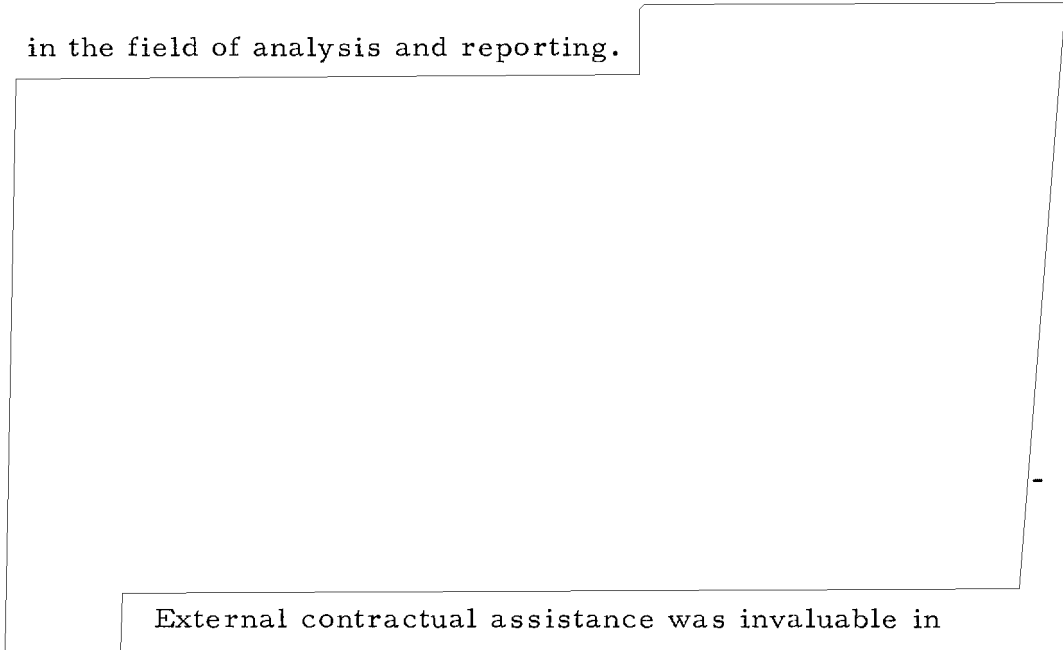 in the field of analysis and reporting.
External contractual assistance was invaluable in